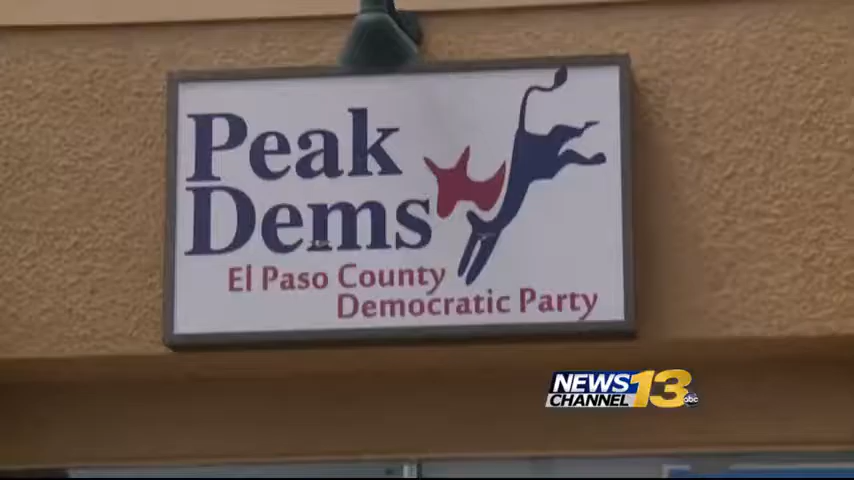 Peak
Dems
El Paso County
Democratic Party
NEWS 13
CHANNEL abc